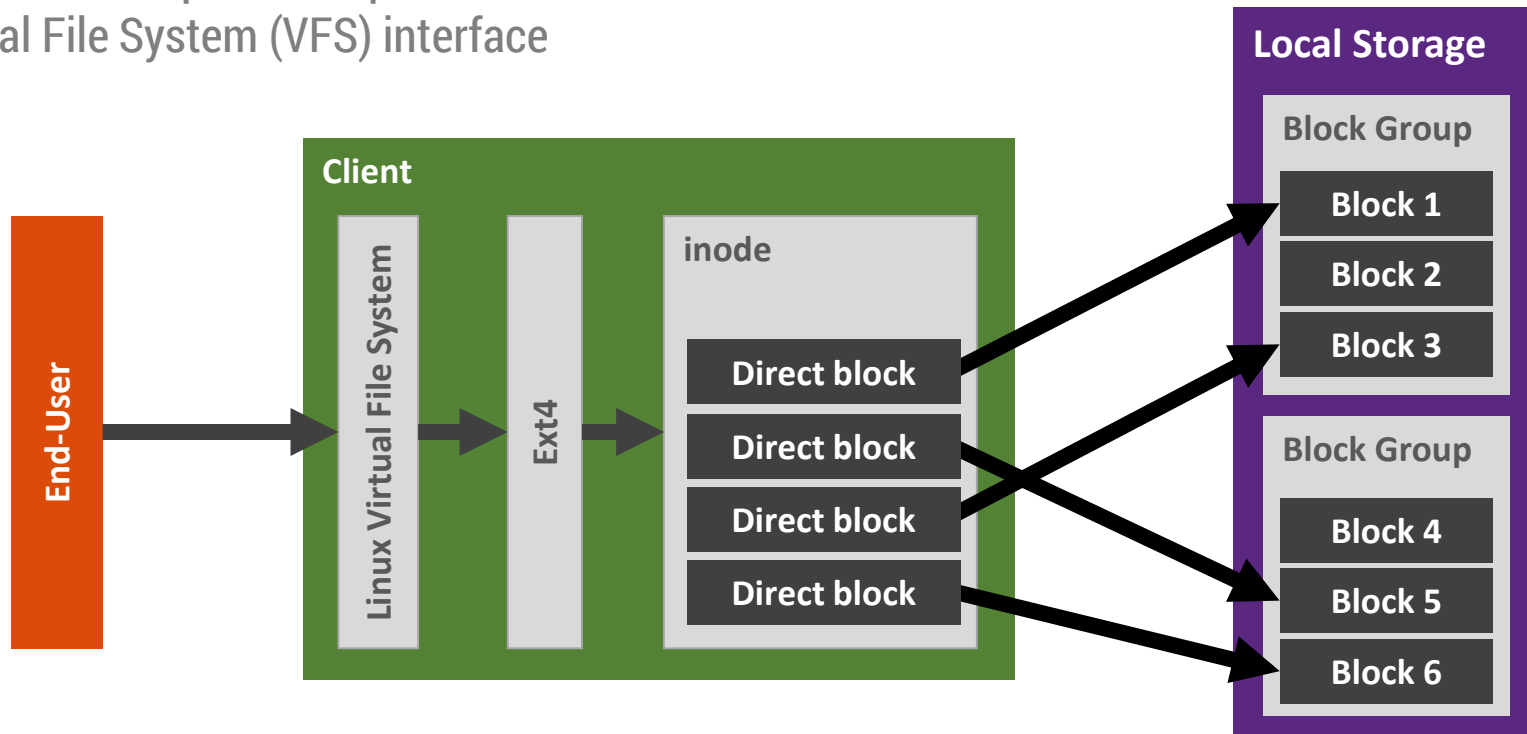 al File System (VFS) interface
Local Storage
Block Group
Block 1
Block 2
Block 3
Block Group
Block 4
Block 5
Block 6
Client
Linux Virtual File System
Ext4
inode
Direct block
Direct block
Direct block
Direct block
End-User